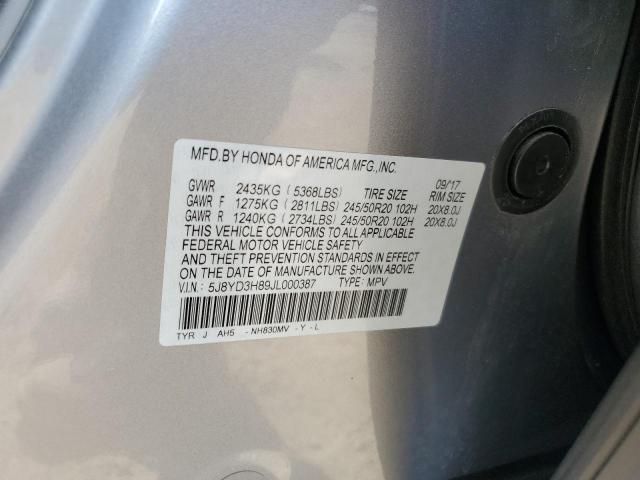 MFD.BY HONDA OF AMERICA MFG.,INC.
09/17
GVWR 2435KG (5368LBS) TIRE SIZE RIM SIZE
GAWR F 1275KG (2811LBS) 245/50R20 102H 20X8.0J
GAWR R 1240KG (2734LBS) 245/50R20 102H 20X8.0J
THIS VEHICLE CONFORMS TO ALL APPLICABLE
FEDERAL MOTOR VEHICLE SAFETY
AND THEFT PREVENTION STANDARDS IN EFFECT
ON THE DATE OF MANUFACTURE SHOWN ABOVE.
V.I.N.: 5J8YD3H89JL000387 TYPE: MPV
TYR J AH5 -NH830MV -Y-L